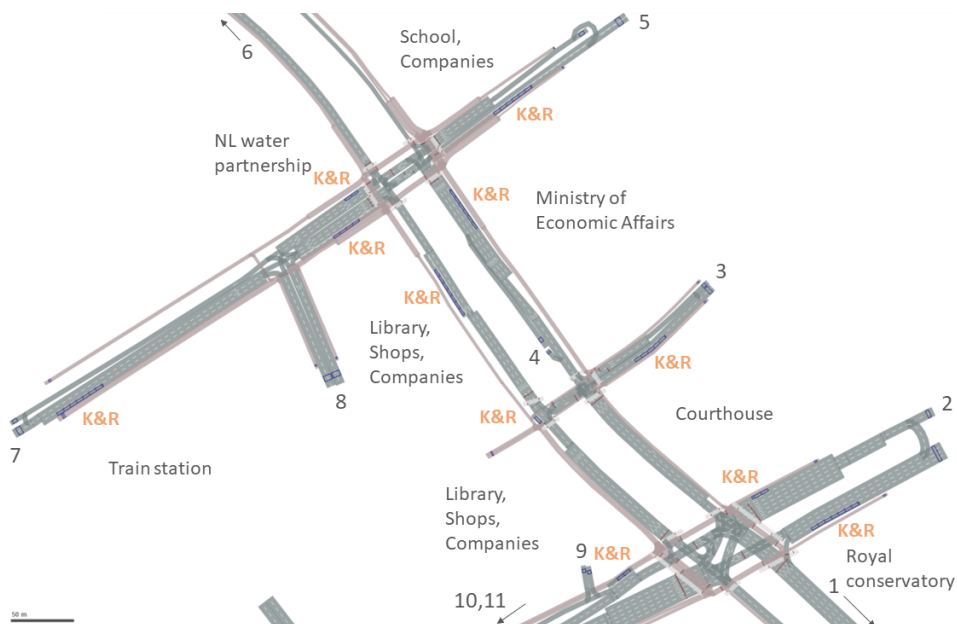 5
School,
Companies
6
K&R
NL water
partnership
K&R
K&R
Ministry of
Economic Affairs
K&R
3
K&R
Library,
Shops,
Companies
4
K&R
8
K&R
K&R
Courthouse
2
7
Train station
K&R
Library,
Shops,
Companies
K&R
9
K&R
Royal
conservatory
1
10,11
50 m